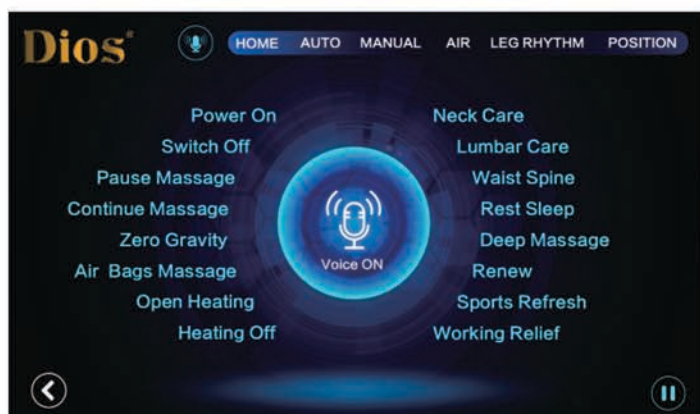 Dios®
HOME AUTO MANUAL AIR LEG RHYTHM POSITION
Power On
Switch Off
Pause Massage
Continue Massage
Zero Gravity
Air Bags Massage
Open Heating
Heating Off
Voice ON
Neck Care
Lumbar Care
Waist Spine
Rest Sleep
Deep Massage
Renew
Sports Refresh
Working Relief